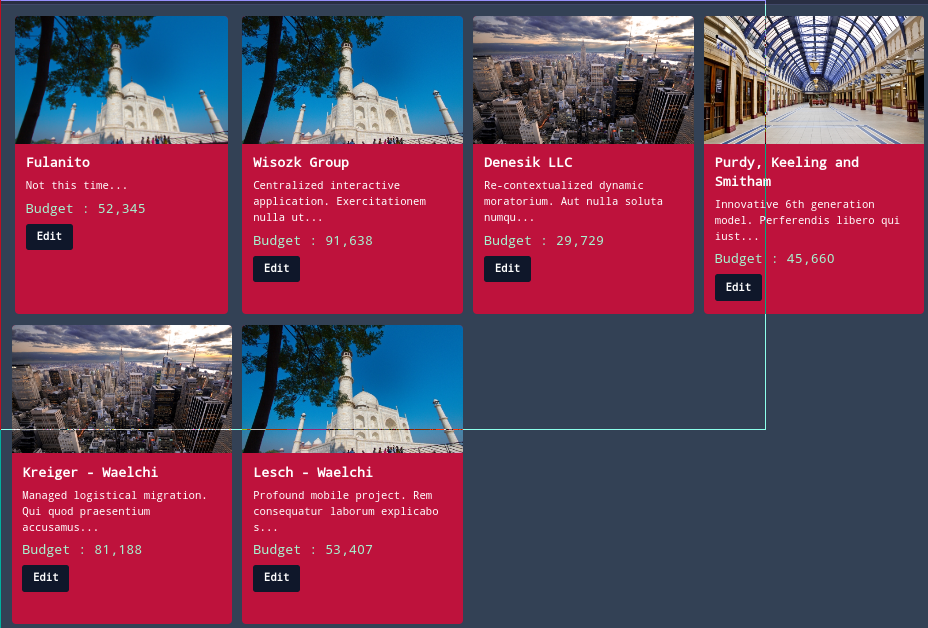 Fulanito
Not this time...
Budget : 52,345
Edit
Wisozk Group
Centralized interactive
application. Exercitationem
nulla ut...
Budget : 91,638
Edit
Denesik LLC
Re-contextualized dynamic
moratorium. Aut nulla soluta
numqu...
Budget : 29,729
Edit
Purdy, Keeling and
Smitham
Innovative 6th generation
model. Perferendis libero qui
iust...
Budget : 45,660
Edit
Kreiger - Waelchi
Managed logistical migration.
Qui quod praesentium
accusamus...
Budget : 81,188
Edit
Lesch - Waelchi
Profound mobile project. Rem
consequatur laborum explicabo
s...
Budget : 53,407
Edit